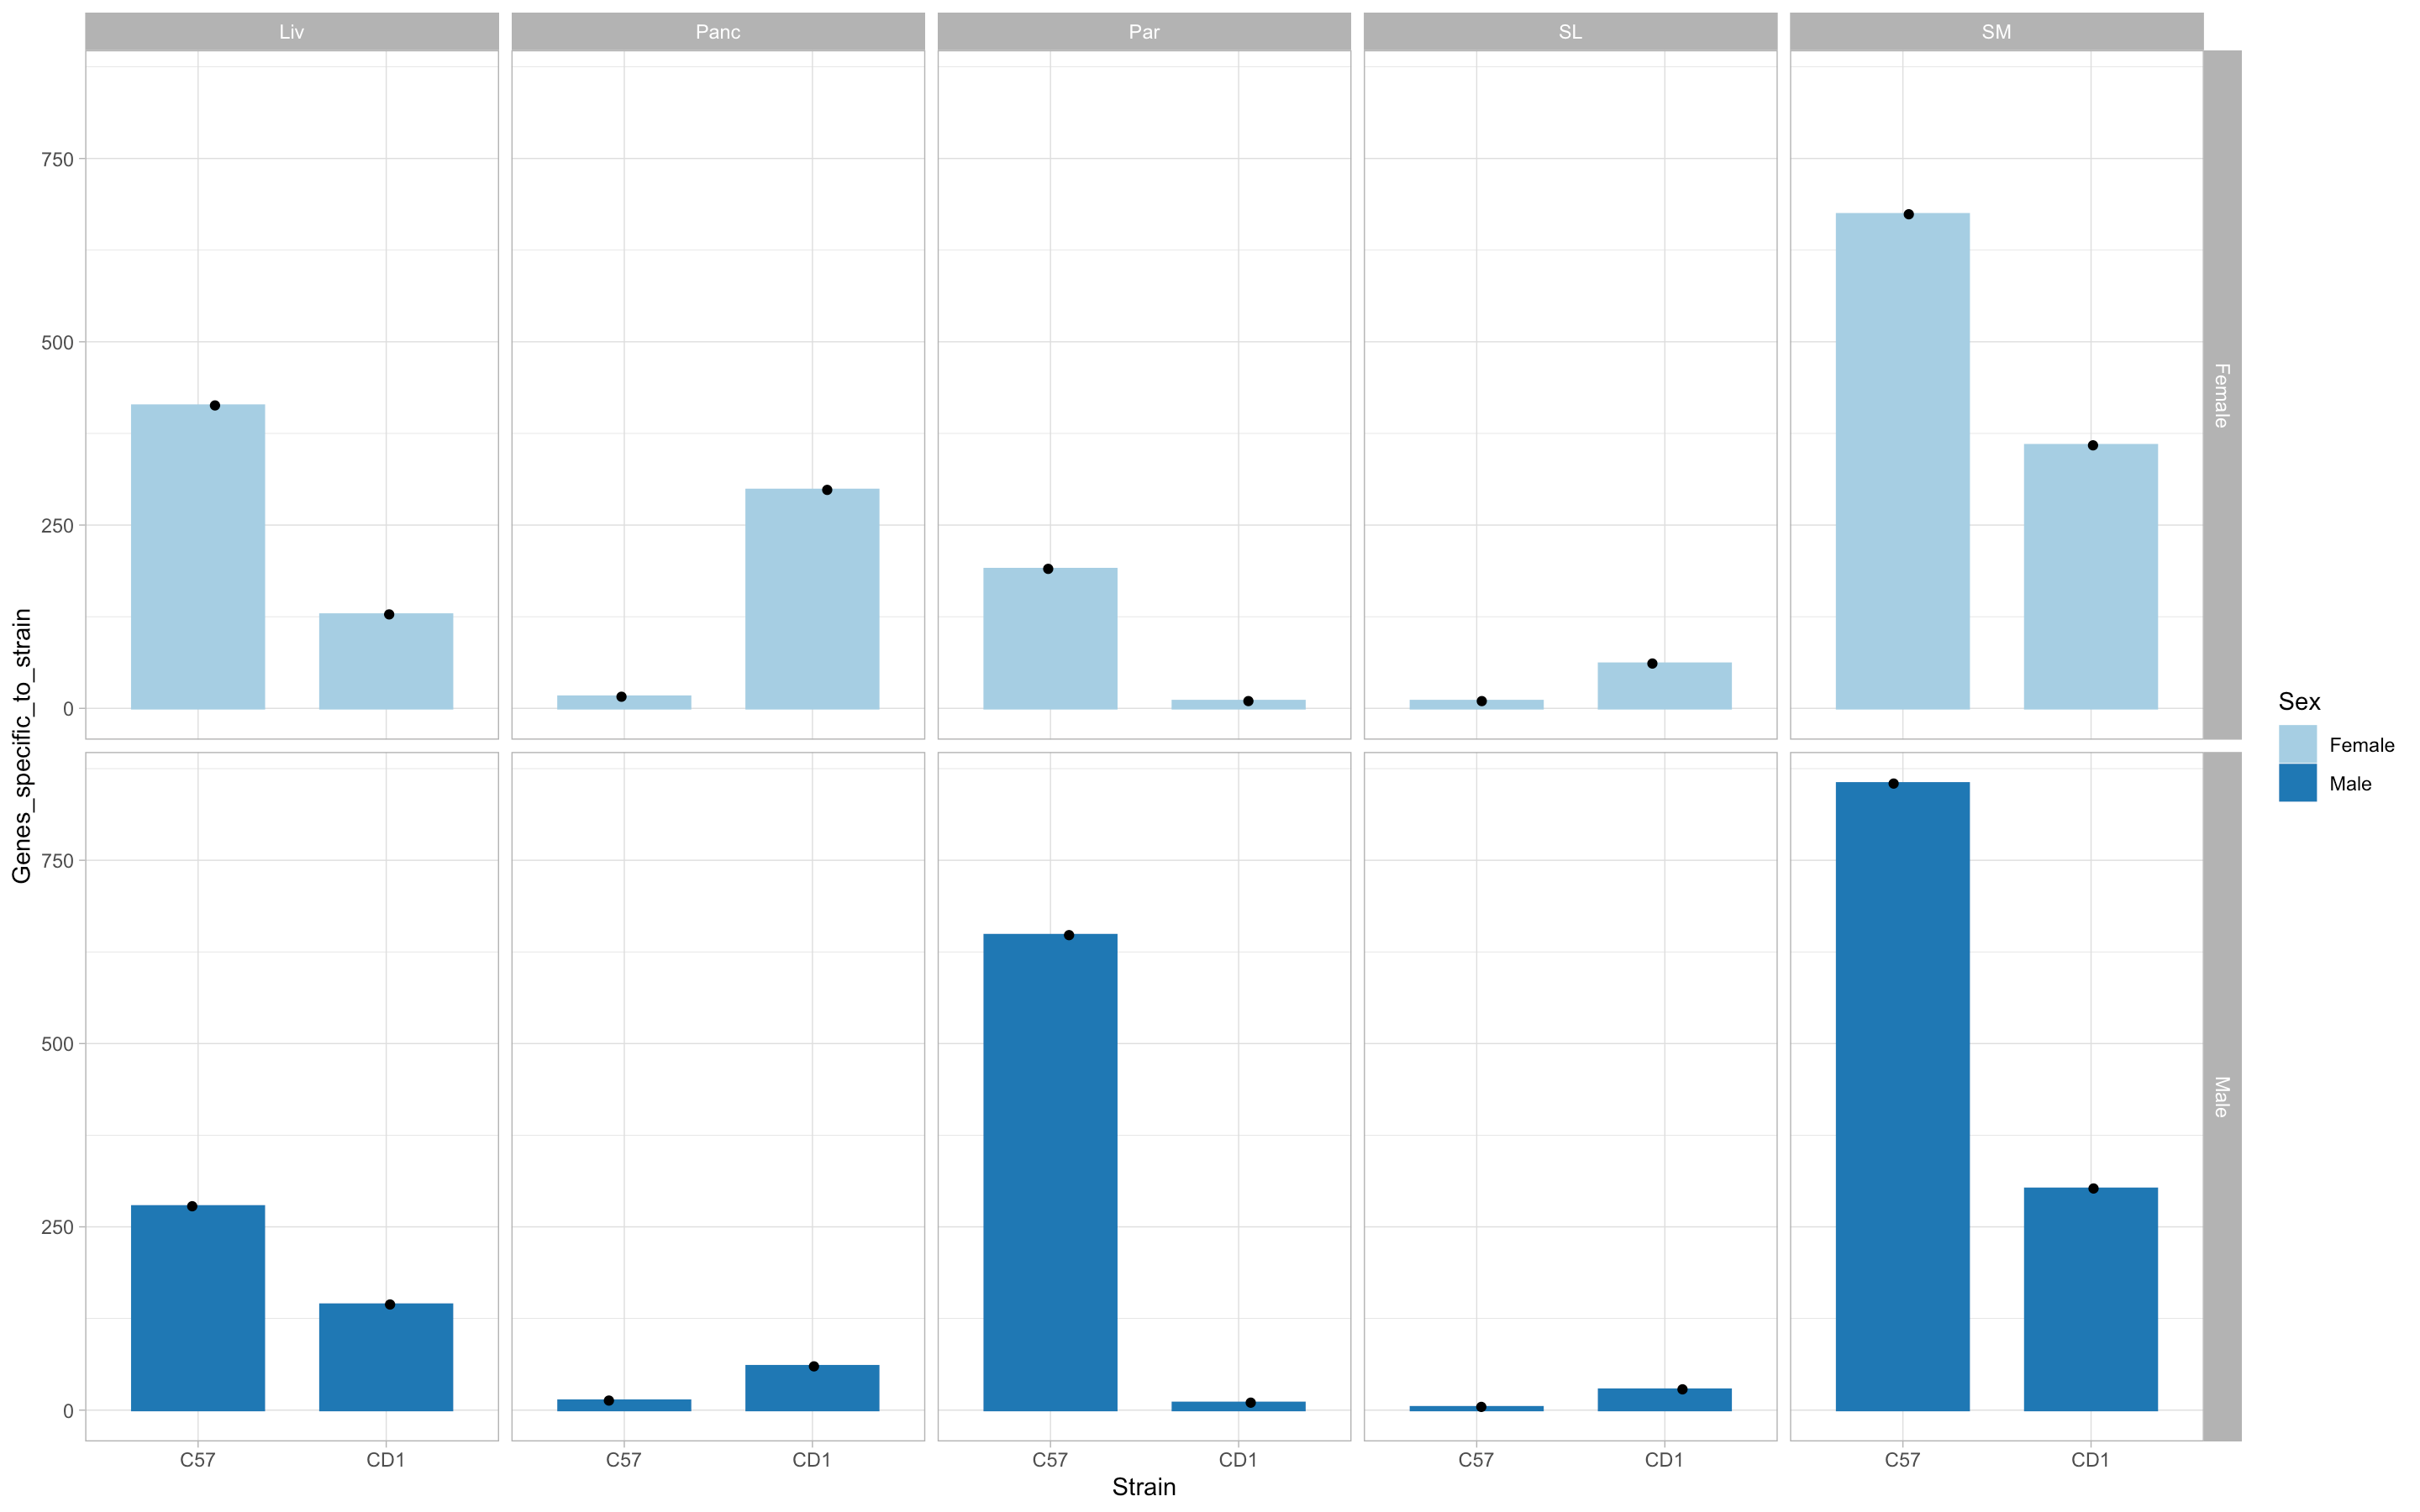 Liv Panc Par SL SM
750
500
250
0
Female
750
500
250
0
Male
Genes_specific_to_strain
C57 CD1 C57 CD1 C57 CD1 C57 CD1 C57 CD1
Strain
Sex
Female
Male